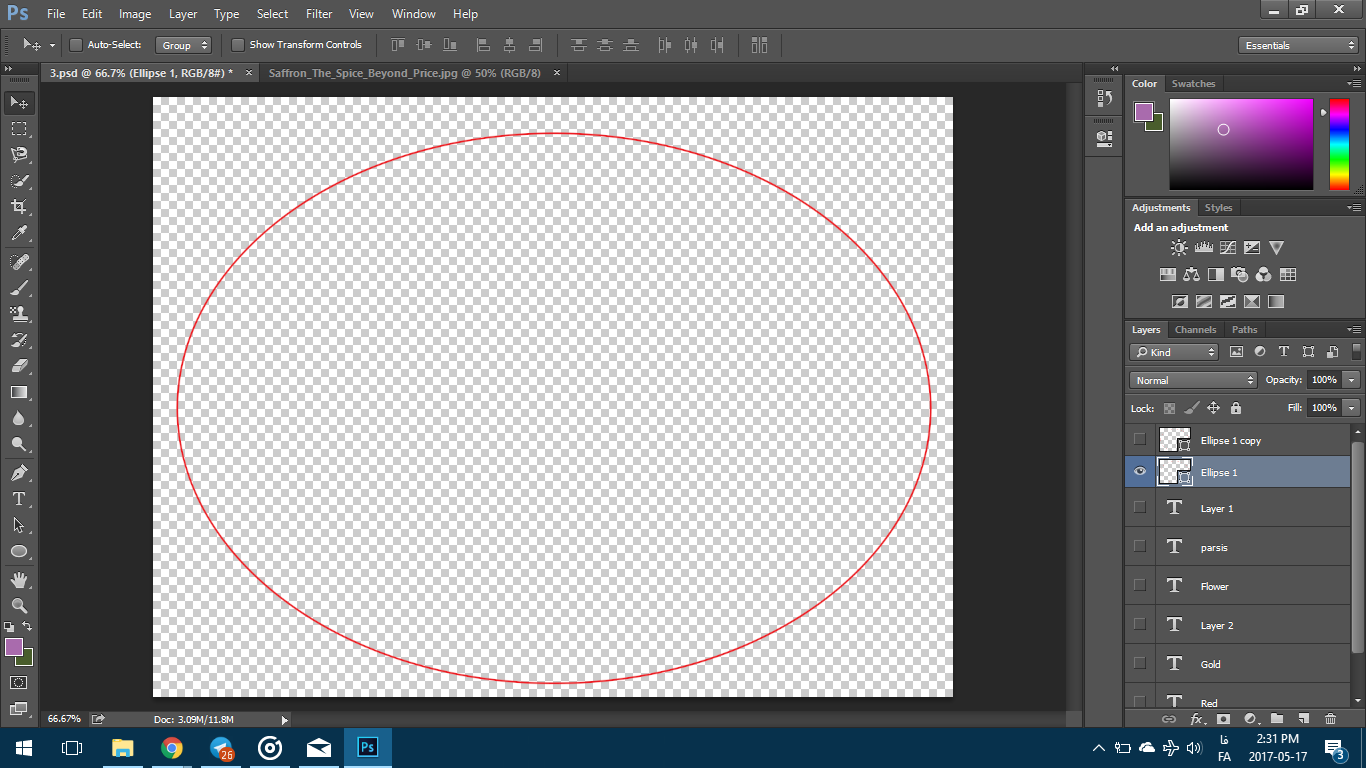 Ps File Edit Image Layer Type Select Filter View Window Help
Auto-Select: Group Show Transform Controls Essentials
3.psd @ 66.7% (Ellipse 1, RGB/8#) * × Saffron_The_Spice_Beyond_Price.jpg @ 50% (RGB/8) ×
Color Swatches
Adjustments Styles
Add an adjustment
Layers Channels Paths
Kind
Normal Opacity: 100%
Lock: Fill: 100%
Ellipse 1 copy
Ellipse 1
Layer 1
parsis
Flower
Layer 2
Gold
Red
66.67% Doc: 3.09M/11.8M
26 Ps فا FA 2:31 PM 3
2017-05-17